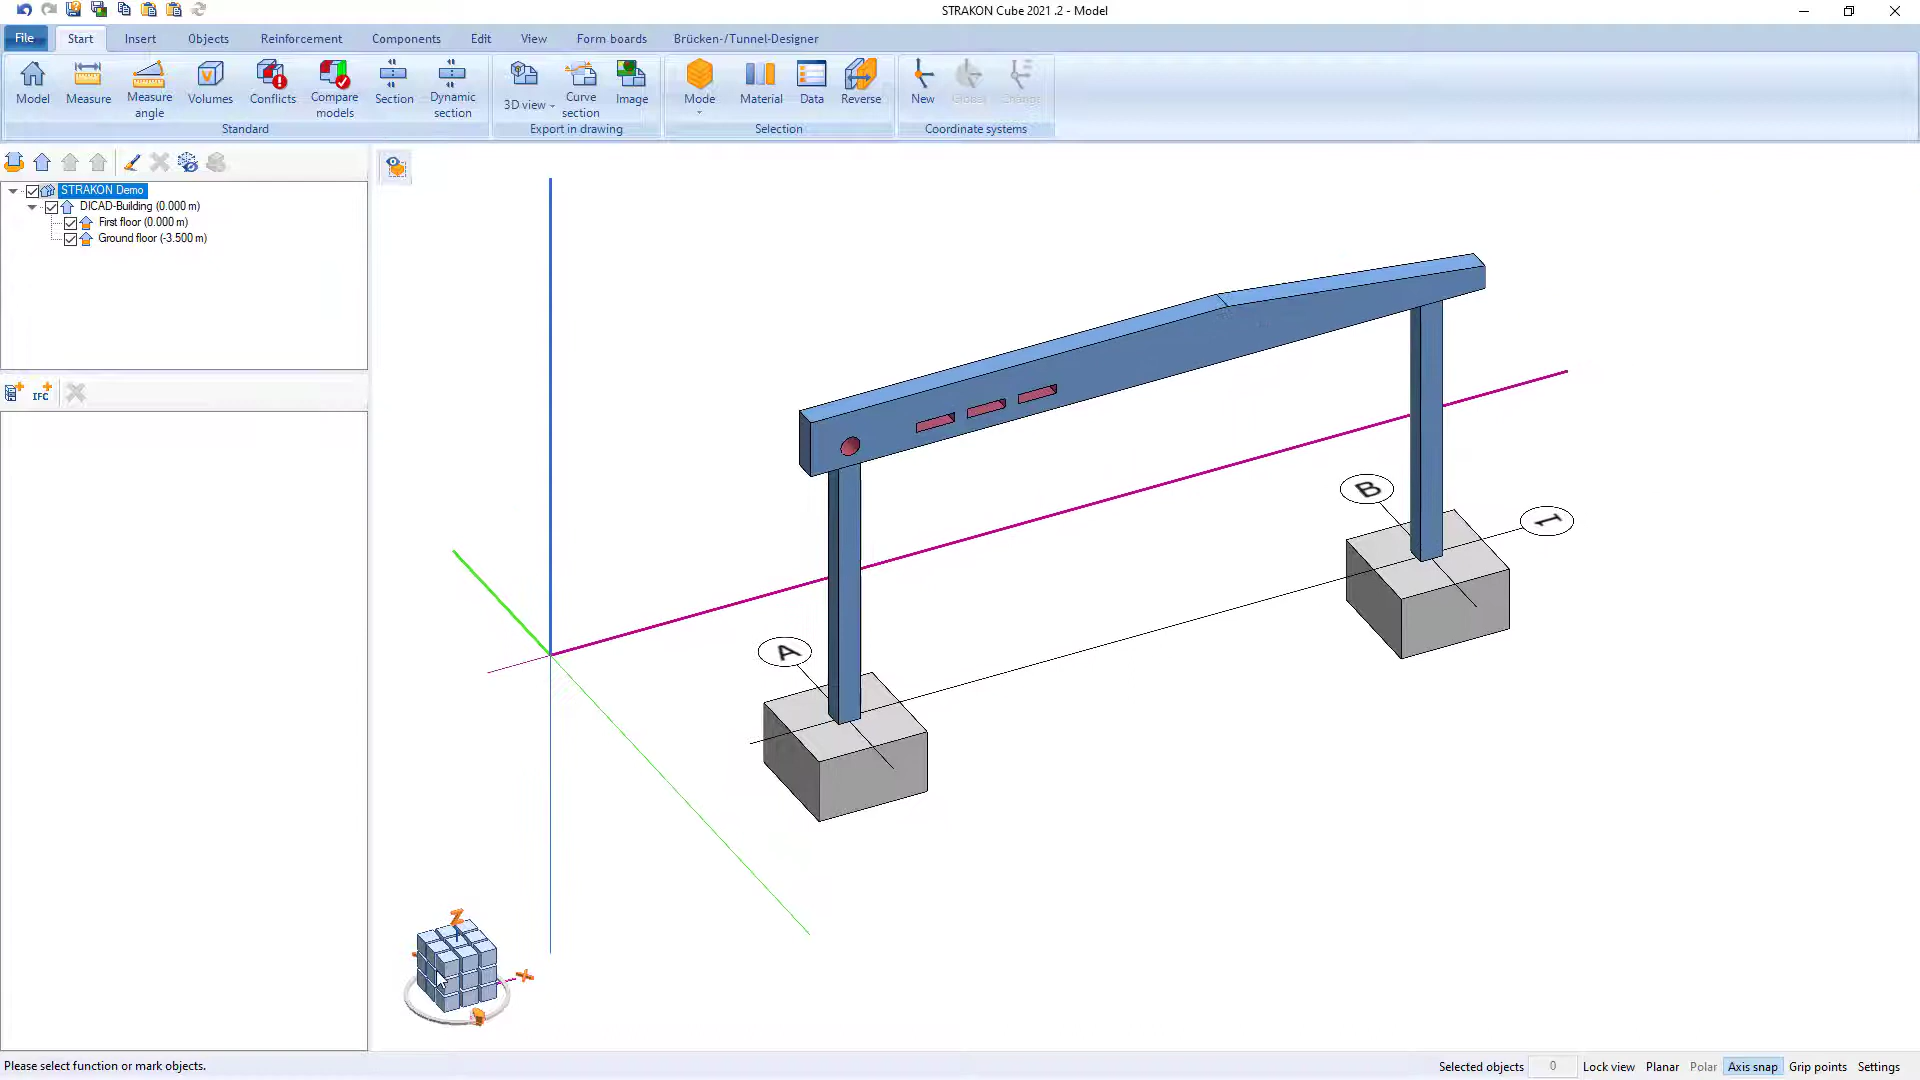 STRAKON Cube 2021 .2 - Model
File Start Insert Objects Reinforcement Components Edit View Form boards Brücken-/Tunnel-Designer
Model Measure Measure angle Volumes Conflicts Compare models Section Dynamic section
Standard
3D view Curve section Image
Export in drawing
Mode Material Data Reverse
Selection
New Global Change
Coordinate systems
STRAKON Demo
DICAD-Building (0.000 m)
First floor (0.000 m)
Ground floor (-3.500 m)
IFC
B
1
A
Z
Please select function or mark objects.
Selected objects 0 Lock view Planar Polar Axis snap Grip points Settings